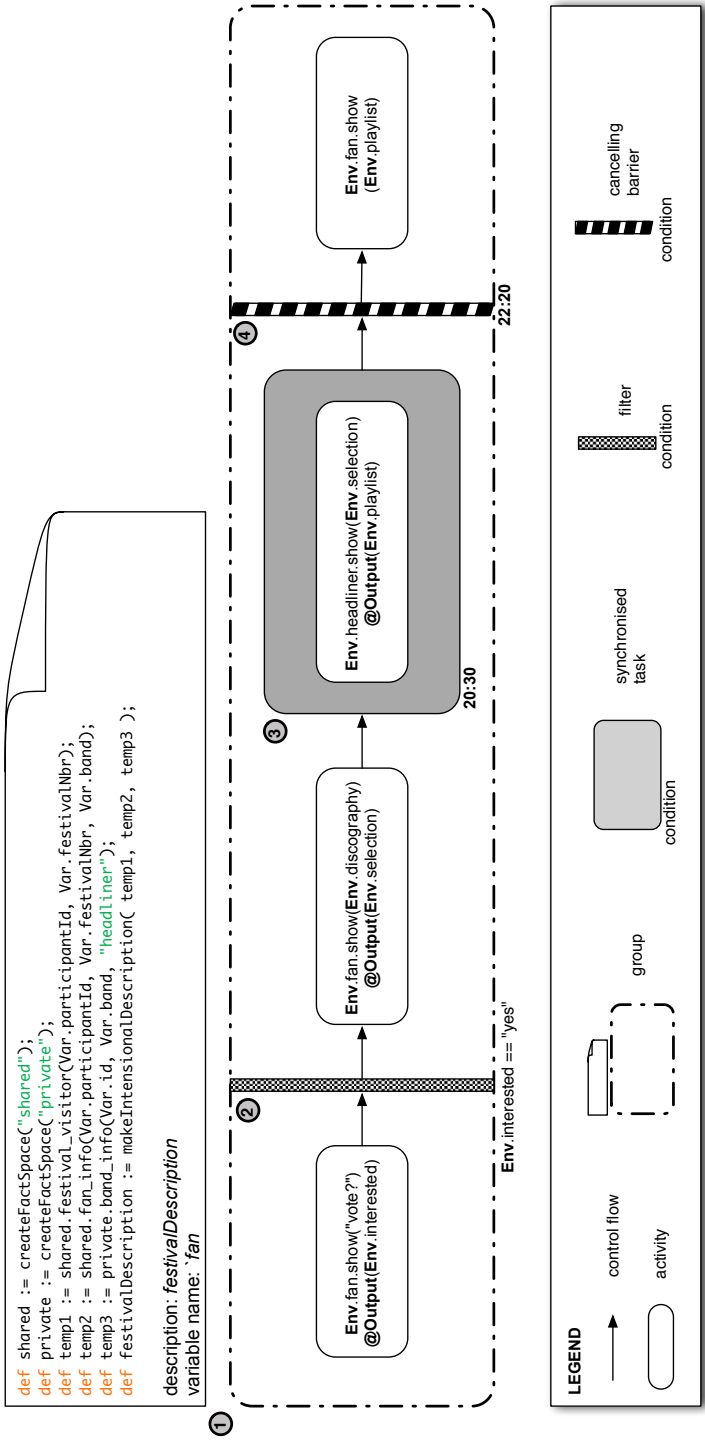 def shared := createFactSpace("shared");
def private := createFactSpace("private");
def temp1 := shared.festival_visitor(Var.participantId, Var.festivalNbr);
def temp2 := shared.fan_info(Var.participantId, Var.festivalNbr, Var.band);
def temp3 := private.band_info(Var.id, Var.band, "headliner");
def festivalDescription := makeIntensionalDescription( temp1, temp2, temp3 );
description: festivalDescription
variable name: `fan
1
Env.fan.show("vote?")
@Output(Env.interested)
2
Env.interested == "yes"
Env.fan.show(Env.discography)
@Output(Env.selection)
3
Env.headliner.show(Env.selection)
@Output(Env.playlist)
20:30
4
22:20
Env.fan.show
(Env.playlist)
LEGEND
control flow
activity
group
synchronised
task
condition
filter
condition
cancelling
barrier
condition